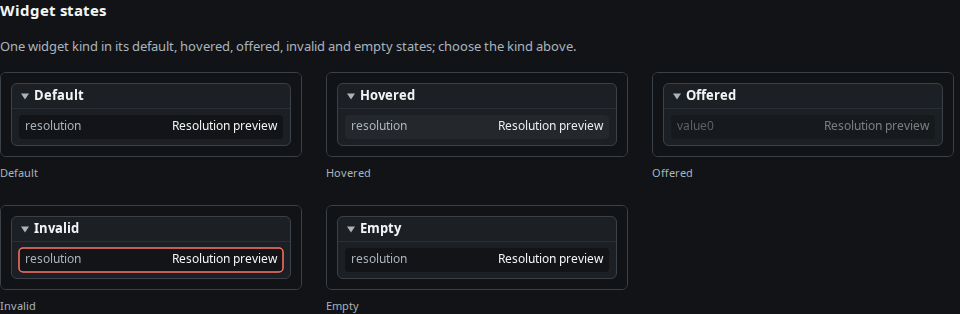 Widget states
One widget kind in its default, hovered, offered, invalid and empty states; choose the kind above.
Default
resolution Resolution preview
Default
Hovered
resolution Resolution preview
Hovered
Offered
value0 Resolution preview
Offered
Invalid
resolution Resolution preview
Invalid
Empty
resolution Resolution preview
Empty